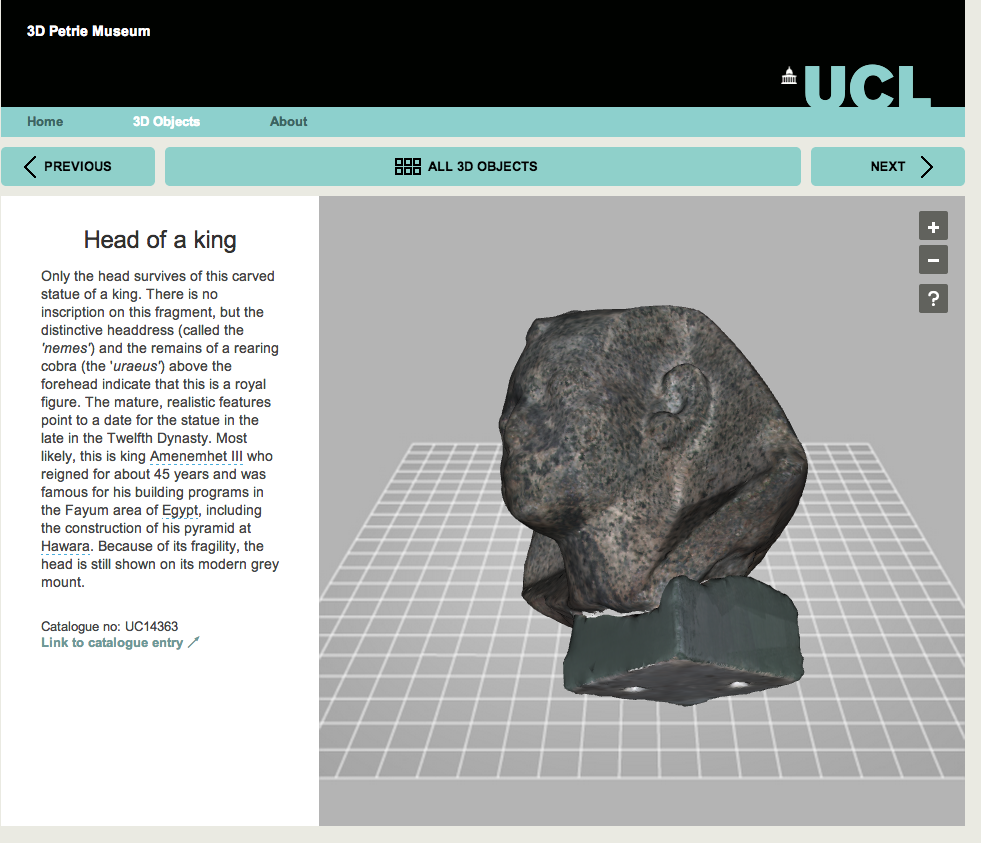 3D Petrie Museum
UCL
Home 3D Objects About
PREVIOUS ALL 3D OBJECTS NEXT
Head of a king
Only the head survives of this carved
statue of a king. There is no
inscription on this fragment, but the
distinctive headdress (called the
'nemes') and the remains of a rearing
cobra (the 'uraeus') above the
forehead indicate that this is a royal
figure. The mature, realistic features
point to a date for the statue in the
late in the Twelfth Dynasty. Most
likely, this is king Amenemhet III who
reigned for about 45 years and was
famous for his building programs in
the Fayum area of Egypt, including
the construction of his pyramid at
Hawara. Because of its fragility, the
head is still shown on its modern grey
mount.
Catalogue no: UC14363
Link to catalogue entry
+
−
?